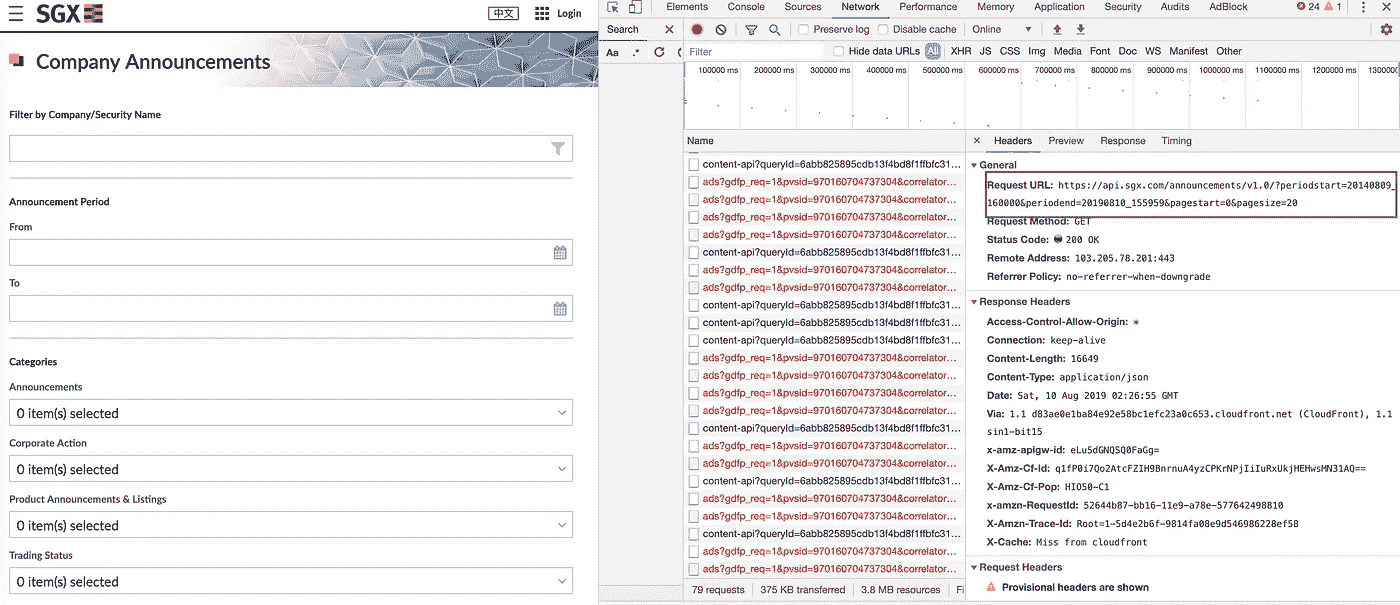 SGX
中文
Login
Company Announcements
Filter by Company/Security Name
Announcement Period
From
To
Categories
Announcements
0 item(s) selected
Corporate Action
0 item(s) selected
Product Announcements & Listings
0 item(s) selected
Trading Status
0 item(s) selected
Elements Console Sources Network Performance Memory Application Security Audits AdBlock 24 1
Search
Preserve log Disable cache Online
Aa .*
Filter Hide data URLs All XHR JS CSS Img Media Font Doc WS Manifest Other
100000 ms 200000 ms 300000 ms 400000 ms 500000 ms 600000 ms 700000 ms 800000 ms 900000 ms 1000000 ms 1100000 ms 1200000 ms 130000
Name
content-api?queryId=6abb825895cdb13f4bd8f1ffbfc31...
ads?gdfp_req=1&pvsid=970160704737304&correlator...
ads?gdfp_req=1&pvsid=970160704737304&correlator...
ads?gdfp_req=1&pvsid=970160704737304&correlator...
ads?gdfp_req=1&pvsid=970160704737304&correlator...
content-api?queryId=6abb825895cdb13f4bd8f1ffbfc31...
ads?gdfp_req=1&pvsid=970160704737304&correlator...
ads?gdfp_req=1&pvsid=970160704737304&correlator...
content-api?queryId=6abb825895cdb13f4bd8f1ffbfc31...
content-api?queryId=6abb825895cdb13f4bd8f1ffbfc31...
content-api?queryId=6abb825895cdb13f4bd8f1ffbfc31...
ads?gdfp_req=1&pvsid=970160704737304&correlator...
ads?gdfp_req=1&pvsid=970160704737304&correlator...
ads?gdfp_req=1&pvsid=970160704737304&correlator...
ads?gdfp_req=1&pvsid=970160704737304&correlator...
content-api?queryId=6abb825895cdb13f4bd8f1ffbfc31...
ads?gdfp_req=1&pvsid=970160704737304&correlator...
ads?gdfp_req=1&pvsid=970160704737304&correlator...
content-api?queryId=6abb825895cdb13f4bd8f1ffbfc31...
ads?gdfp_req=1&pvsid=970160704737304&correlator...
ads?gdfp_req=1&pvsid=970160704737304&correlator...
content-api?queryId=6abb825895cdb13f4bd8f1ffbfc31...
ads?gdfp_req=1&pvsid=970160704737304&correlator...
ads?gdfp_req=1&pvsid=970160704737304&correlator...
79 requests 375 KB transferred 3.8 MB resources Fi
Headers Preview Response Timing
General
Request URL: https://api.sgx.com/announcements/v1.0/?periodstart=20140809_
160000&periodend=20190810_155959&pagestart=0&pagesize=20
Request Method: GET
Status Code: 200 OK
Remote Address: 103.205.78.201:443
Referrer Policy: no-referrer-when-downgrade
Response Headers
Access-Control-Allow-Origin: *
Connection: keep-alive
Content-Length: 16649
Content-Type: application/json
Date: Sat, 10 Aug 2019 02:26:55 GMT
Via: 1.1 d83ae0e1ba84e92e58bc1efc23a0c653.cloudfront.net (CloudFront), 1.1
sin1-bit15
x-amz-apigw-id: eLu5dGNQSQ0FaGg=
X-Amz-Cf-Id: q1fP0i7Qo2AtcFZIH9BnrnuA4yzCPKrNPjIiIuRxUkjHEHwsMN31AQ==
X-Amz-Cf-Pop: HIO50-C1
x-amzn-RequestId: 52644b87-bb16-11e9-a78e-577642498810
X-Amzn-Trace-Id: Root=1-5d4e2b6f-9814fa08e9d546986228ef58
X-Cache: Miss from cloudfront
Request Headers
Provisional headers are shown